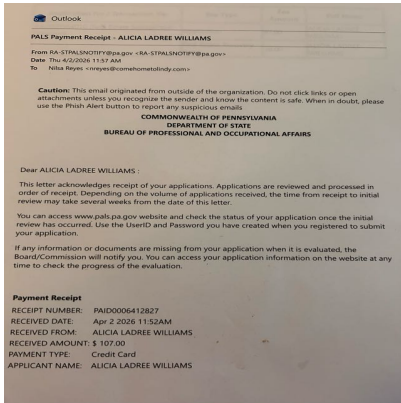 Outlook
PALS Payment Receipt - ALICIA LADREE WILLIAMS
From RA-STPALSNOTIFY@pa.gov <RA-STPALSNOTIFY@pa.gov>
Date Thu 4/2/2026 11:57 AM
To Nilsa Reyes <nreyes@comehometolindy.com>
Caution: This email originated from outside of the organization. Do not click links or open
attachments unless you recognize the sender and know the content is safe. When in doubt, please
use the Phish Alert button to report any suspicious emails
COMMONWEALTH OF PENNSYLVANIA
DEPARTMENT OF STATE
BUREAU OF PROFESSIONAL AND OCCUPATIONAL AFFAIRS
Dear ALICIA LADREE WILLIAMS :
This letter acknowledges receipt of your applications. Applications are reviewed and processed in
order of receipt. Depending on the volume of applications received, the time from receipt to initial
review may take several weeks from the date of this letter.
You can access www.pals.pa.gov website and check the status of your application once the initial
review has occurred. Use the UserID and Password you have created when you registered to submit
your application.
If any information or documents are missing from your application when it is evaluated, the
Board/Commission will notify you. You can access your application information on the website at any
time to check the progress of the evaluation.
Payment Receipt
RECEIPT NUMBER: PAID0006412827
RECEIVED DATE: Apr 2 2026 11:52AM
RECEIVED FROM: ALICIA LADREE WILLIAMS
RECEIVED AMOUNT: $ 107.00
PAYMENT TYPE: Credit Card
APPLICANT NAME: ALICIA LADREE WILLIAMS